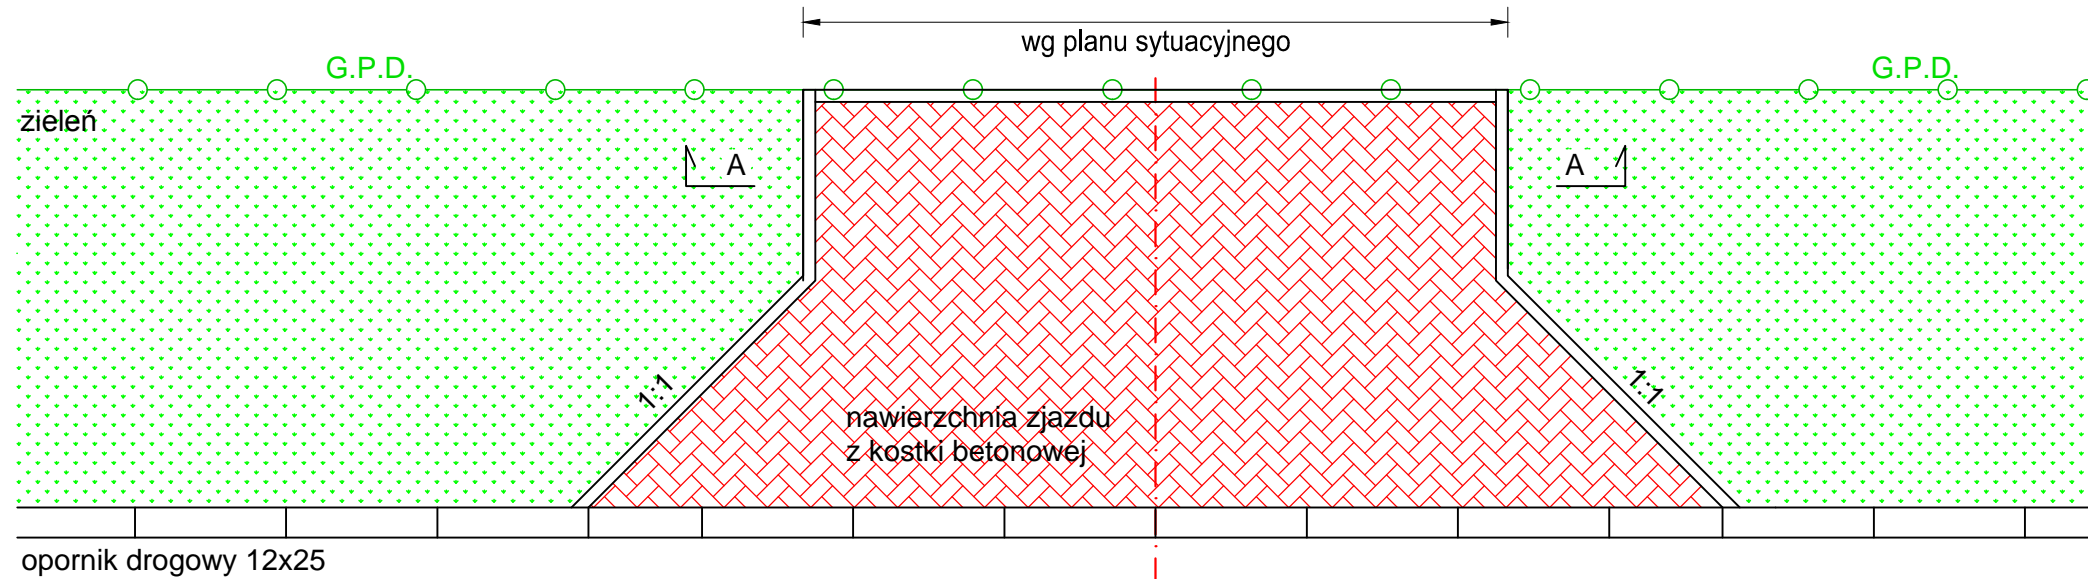 wg planu sytuacyjnego
G.P.D.
G.P.D.
zieleń
A
A
1:1
1:1
nawierzchnia zjazdu
z kostki betonowej
opornik drogowy 12x25